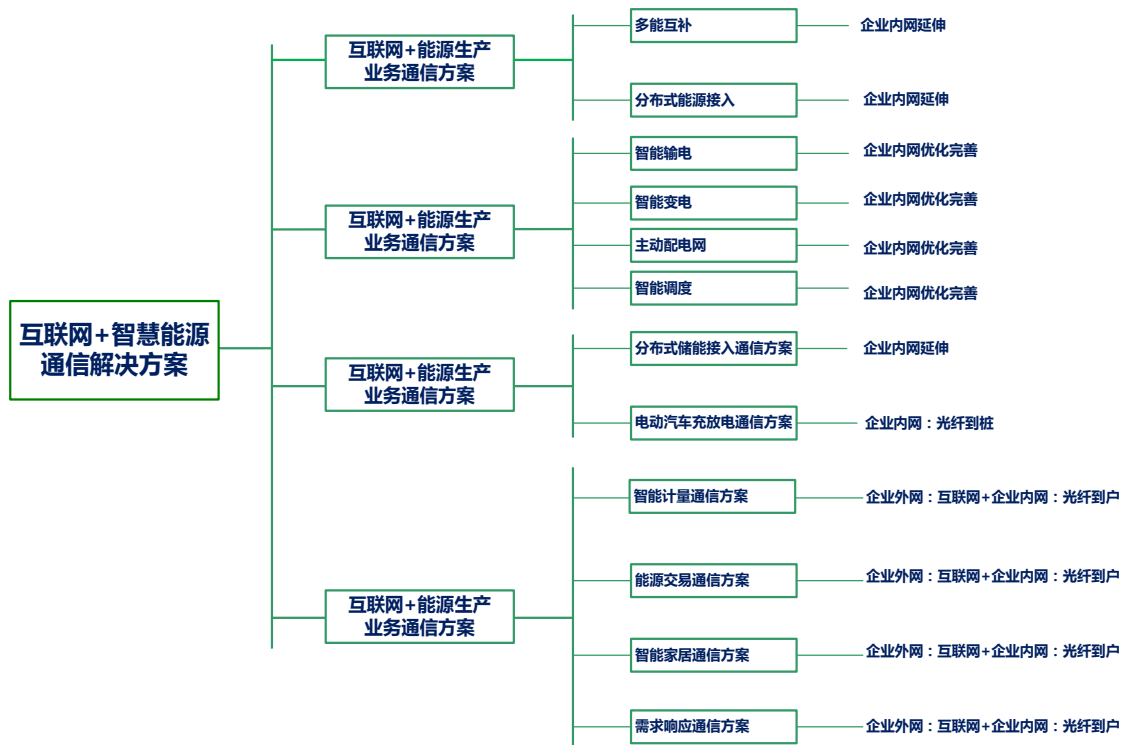 互联网+智慧能源
通信解决方案
互联网+能源生产
业务通信方案
多能互补
企业内网延伸
分布式能源接入
企业内网延伸
互联网+能源生产
业务通信方案
智能输电
企业内网优化完善
智能变电
企业内网优化完善
主动配电网
企业内网优化完善
智能调度
企业内网优化完善
互联网+能源生产
业务通信方案
分布式储能接入通信方案
企业内网延伸
电动汽车充放电通信方案
企业内网：光纤到桩
互联网+能源生产
业务通信方案
智能计量通信方案
企业外网：互联网+企业内网：光纤到户
能源交易通信方案
企业外网：互联网+企业内网：光纤到户
智能家居通信方案
企业外网：互联网+企业内网：光纤到户
需求响应通信方案
企业外网：互联网+企业内网：光纤到户